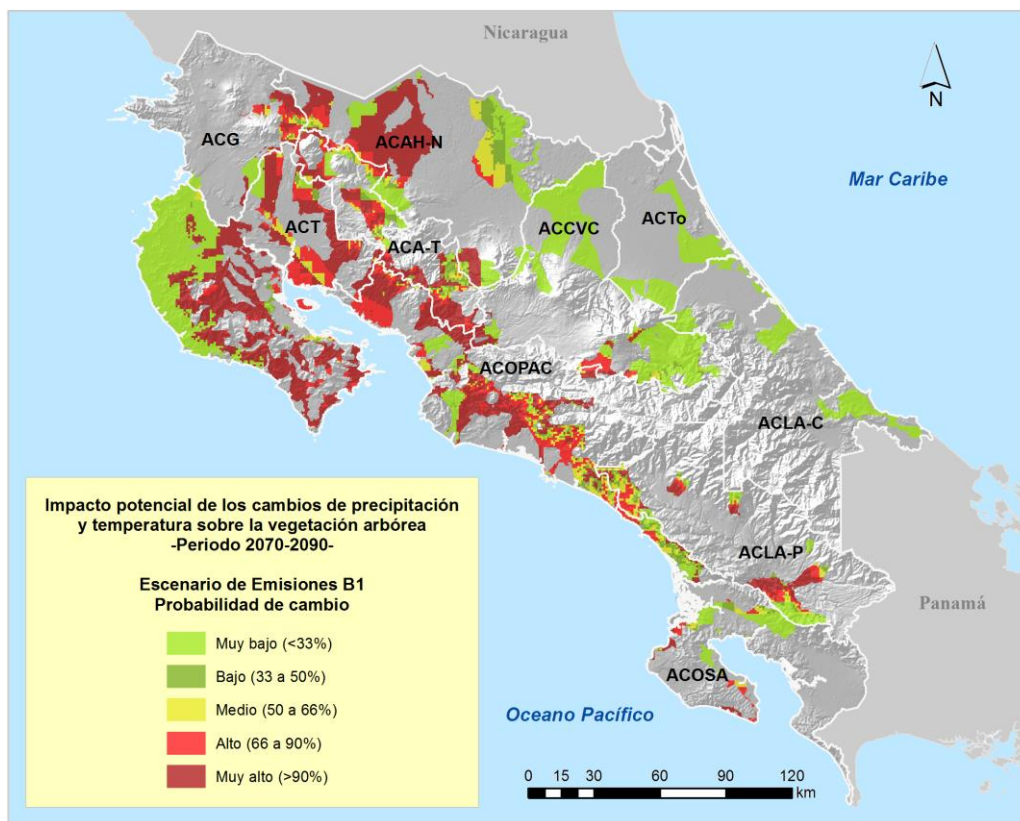 Nicaragua
N
ACG
ACAH-N
Mar Caribe
ACT
ACCVC
ACTo
ACA-T
ACOPAC
ACLA-C
ACLA-P
Panamá
ACOSA
Oceano Pacífico
Impacto potencial de los cambios de precipitación
y temperatura sobre la vegetación arbórea
-Periodo 2070-2090-
Escenario de Emisiones B1
Probabilidad de cambio
Muy bajo (<33%)
Bajo (33 a 50%)
Medio (50 a 66%)
Alto (66 a 90%)
Muy alto (>90%)
0 15 30 60 90 120
km